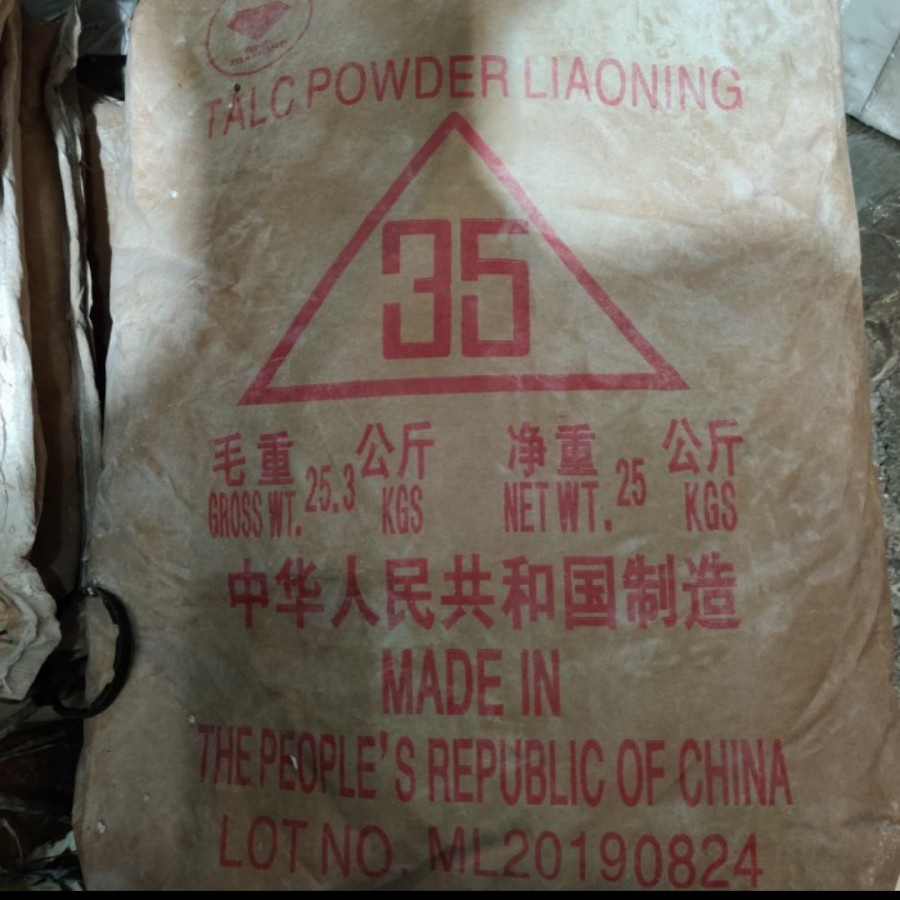 TALC POWDER LIAONING
35
毛重 25.3 公斤 净重 25 公斤
GROSS WT. KGS NET WT. KGS
中华人民共和国制造
MADE IN
THE PEOPLE'S REPUBLIC OF CHINA
LOT NO. ML20190824